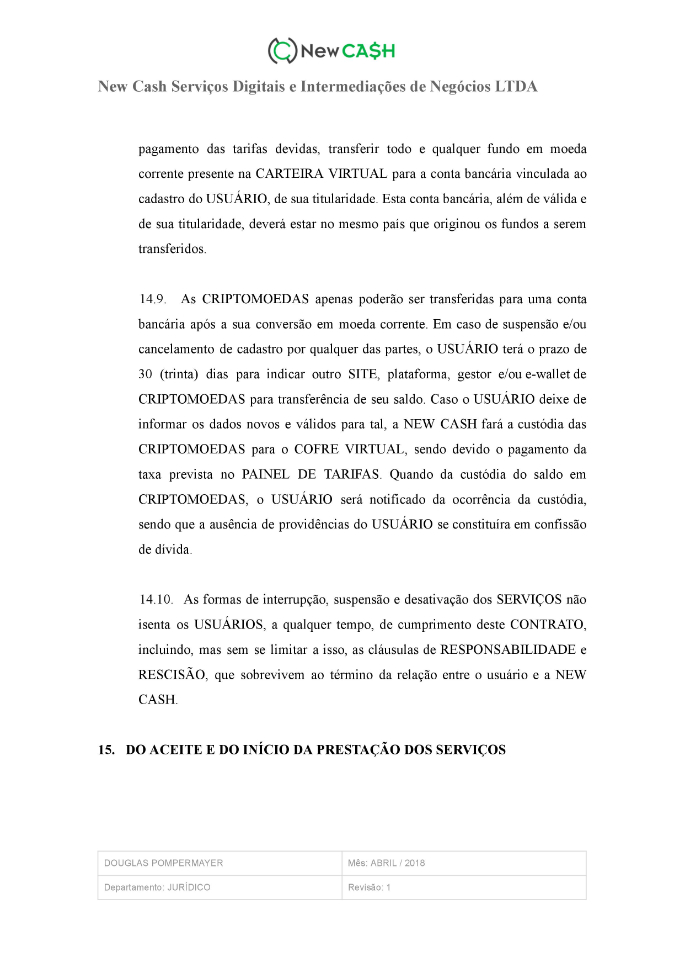 New CA$H
New Cash Serviços Digitais e Intermediações de Negócios LTDA
pagamento das tarifas devidas, transferir todo e qualquer fundo em moeda
corrente presente na CARTEIRA VIRTUAL para a conta bancária vinculada ao
cadastro do USUÁRIO, de sua titularidade. Esta conta bancária, além de válida e
de sua titularidade, deverá estar no mesmo país que originou os fundos a serem
transferidos.
14.9. As CRIPTOMOEDAS apenas poderão ser transferidas para uma conta
bancária após a sua conversão em moeda corrente. Em caso de suspensão e/ou
cancelamento de cadastro por qualquer das partes, o USUÁRIO terá o prazo de
30 (trinta) dias para indicar outro SITE, plataforma, gestor e/ou e-wallet de
CRIPTOMOEDAS para transferência de seu saldo. Caso o USUÁRIO deixe de
informar os dados novos e válidos para tal, a NEW CASH fará a custódia das
CRIPTOMOEDAS para o COFRE VIRTUAL, sendo devido o pagamento da
taxa prevista no PAINEL DE TARIFAS. Quando da custódia do saldo em
CRIPTOMOEDAS, o USUÁRIO será notificado da ocorrência da custódia,
sendo que a ausência de providências do USUÁRIO se constituíra em confissão
de dívida.
14.10. As formas de interrupção, suspensão e desativação dos SERVIÇOS não
isenta os USUÁRIOS, a qualquer tempo, de cumprimento deste CONTRATO,
incluindo, mas sem se limitar a isso, as cláusulas de RESPONSABILIDADE e
RESCISÃO, que sobrevivem ao término da relação entre o usuário e a NEW
CASH.
15. DO ACEITE E DO INÍCIO DA PRESTAÇÃO DOS SERVIÇOS
DOUGLAS POMPERMAYER
Mês: ABRIL / 2018
Departamento: JURÍDICO
Revisão: 1